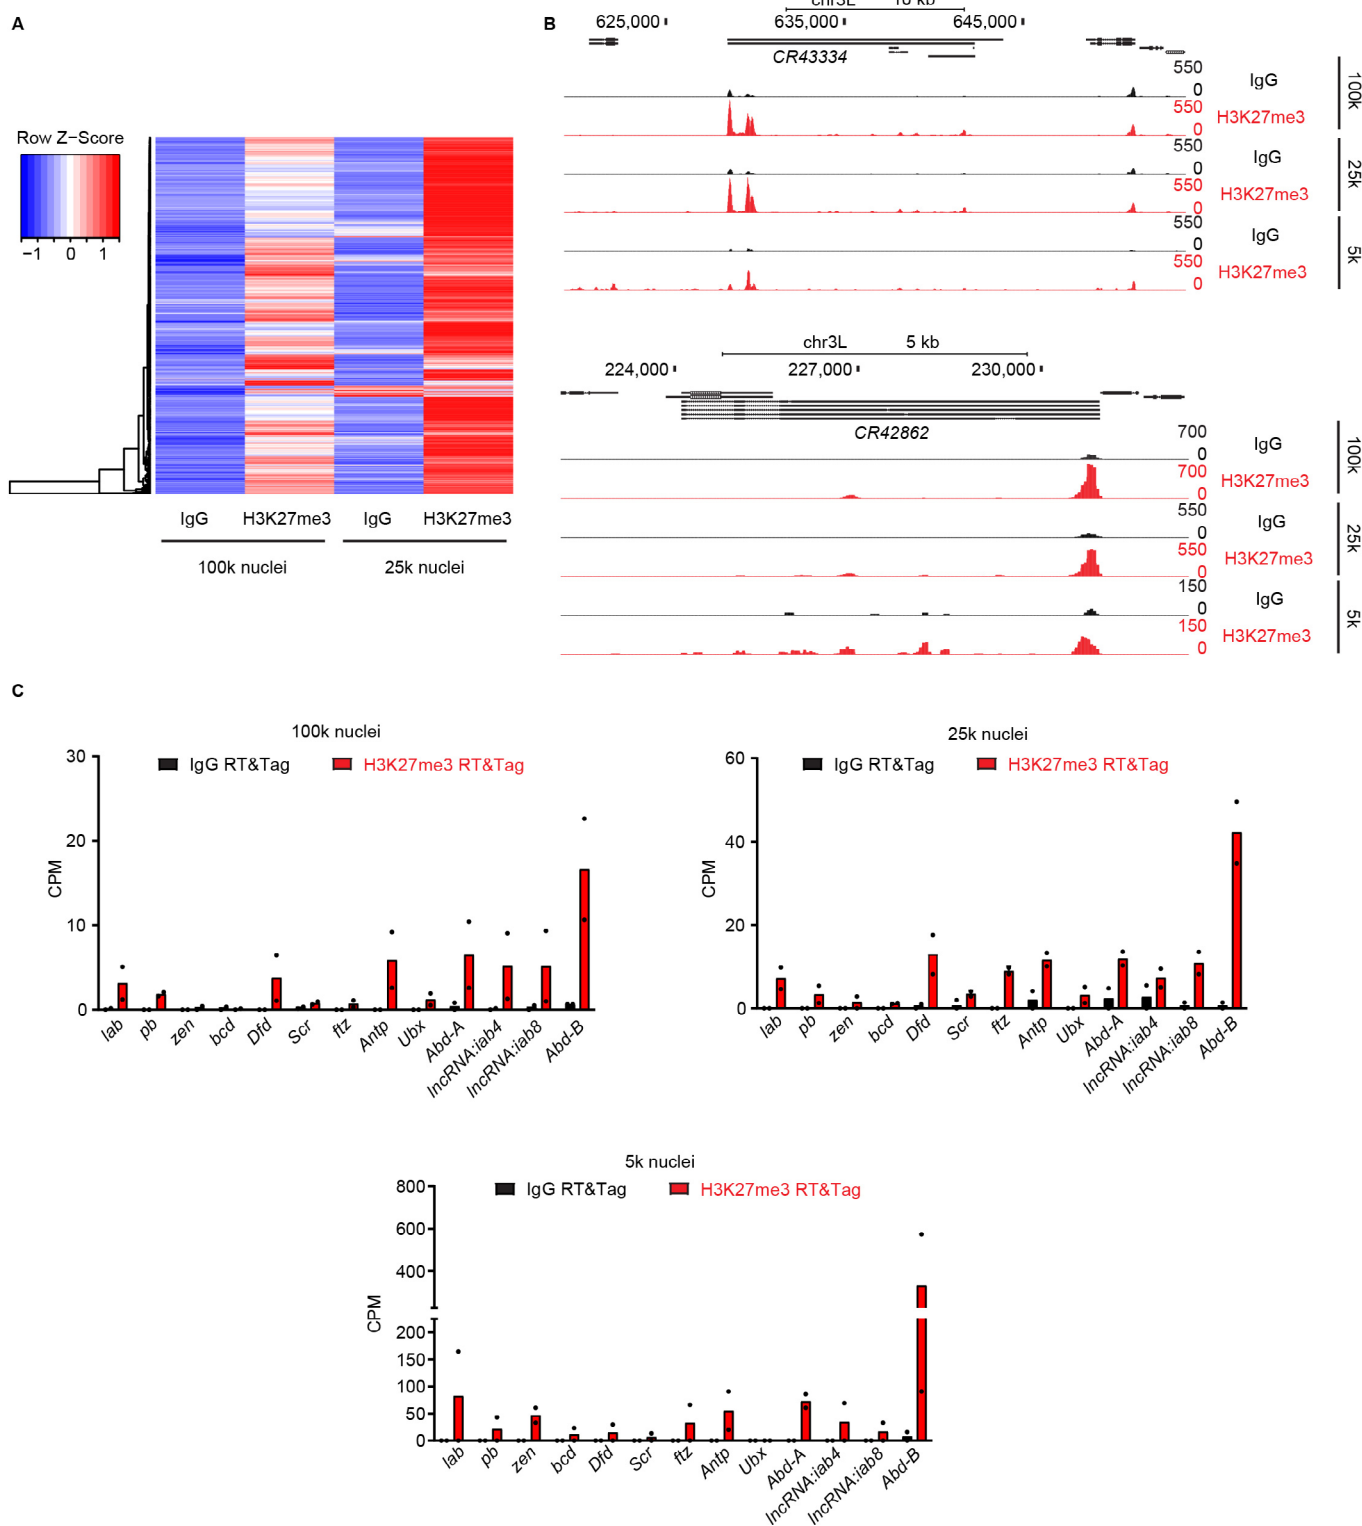 A
Row Z−Score
−1 0 1
IgG H3K27me3 IgG H3K27me3
100k nuclei 25k nuclei
B
chr3L 10 kb
625,000 635,000 645,000
CR43334
550
0
IgG
550
0
H3K27me3
100k
550
0
IgG
550
0
H3K27me3
25k
550
0
IgG
550
0
H3K27me3
5k
chr3L 5 kb
224,000 227,000 230,000
CR42862
700
0
IgG
700
0
H3K27me3
100k
550
0
IgG
550
0
H3K27me3
25k
150
0
IgG
150
0
H3K27me3
5k
C
100k nuclei
IgG RT&Tag H3K27me3 RT&Tag
CPM
30
20
10
0
lab pb zen bcd Dfd Scr ftz Antp Ubx Abd-A lncRNA:iab4 lncRNA:iab8 Abd-B
25k nuclei
IgG RT&Tag H3K27me3 RT&Tag
CPM
60
40
20
0
lab pb zen bcd Dfd Scr ftz Antp Ubx Abd-A lncRNA:iab4 lncRNA:iab8 Abd-B
5k nuclei
IgG RT&Tag H3K27me3 RT&Tag
CPM
800
600
400
200
150
100
50
0
lab pb zen bcd Dfd Scr ftz Antp Ubx Abd-A lncRNA:iab4 lncRNA:iab8 Abd-B